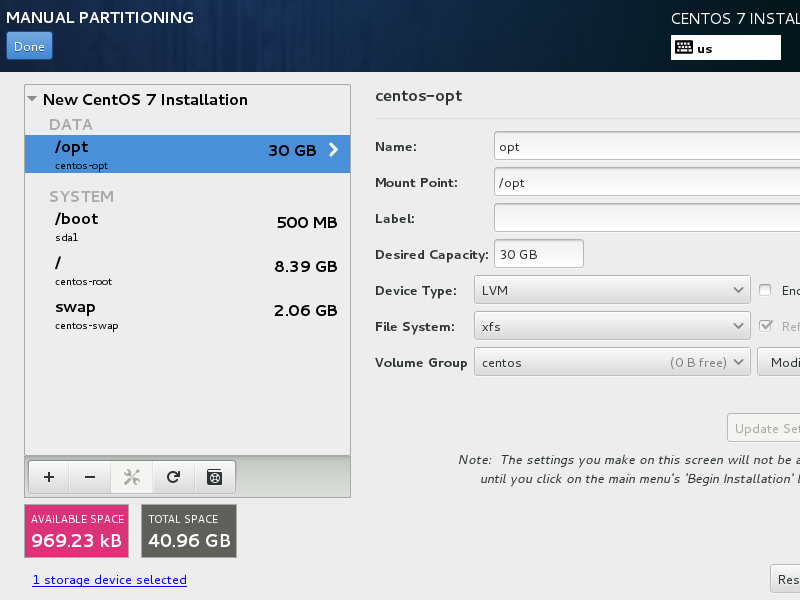 MANUAL PARTITIONING
CENTOS 7 INSTAL
Done
us
New CentOS 7 Installation
DATA
/opt
30 GB
centos-opt
SYSTEM
/boot
500 MB
sda1
/
8.39 GB
centos-root
swap
2.06 GB
centos-swap
AVAILABLE SPACE
969.23 kB
TOTAL SPACE
40.96 GB
1 storage device selected
centos-opt
Name:
opt
Mount Point:
/opt
Label:
Desired Capacity:
30 GB
Device Type:
LVM
Enc
File System:
xfs
Ref
Volume Group
centos
(0 B free)
Modi
Update Set
Note: The settings you make on this screen will not be a
until you click on the main menu's 'Begin Installation' b
Res